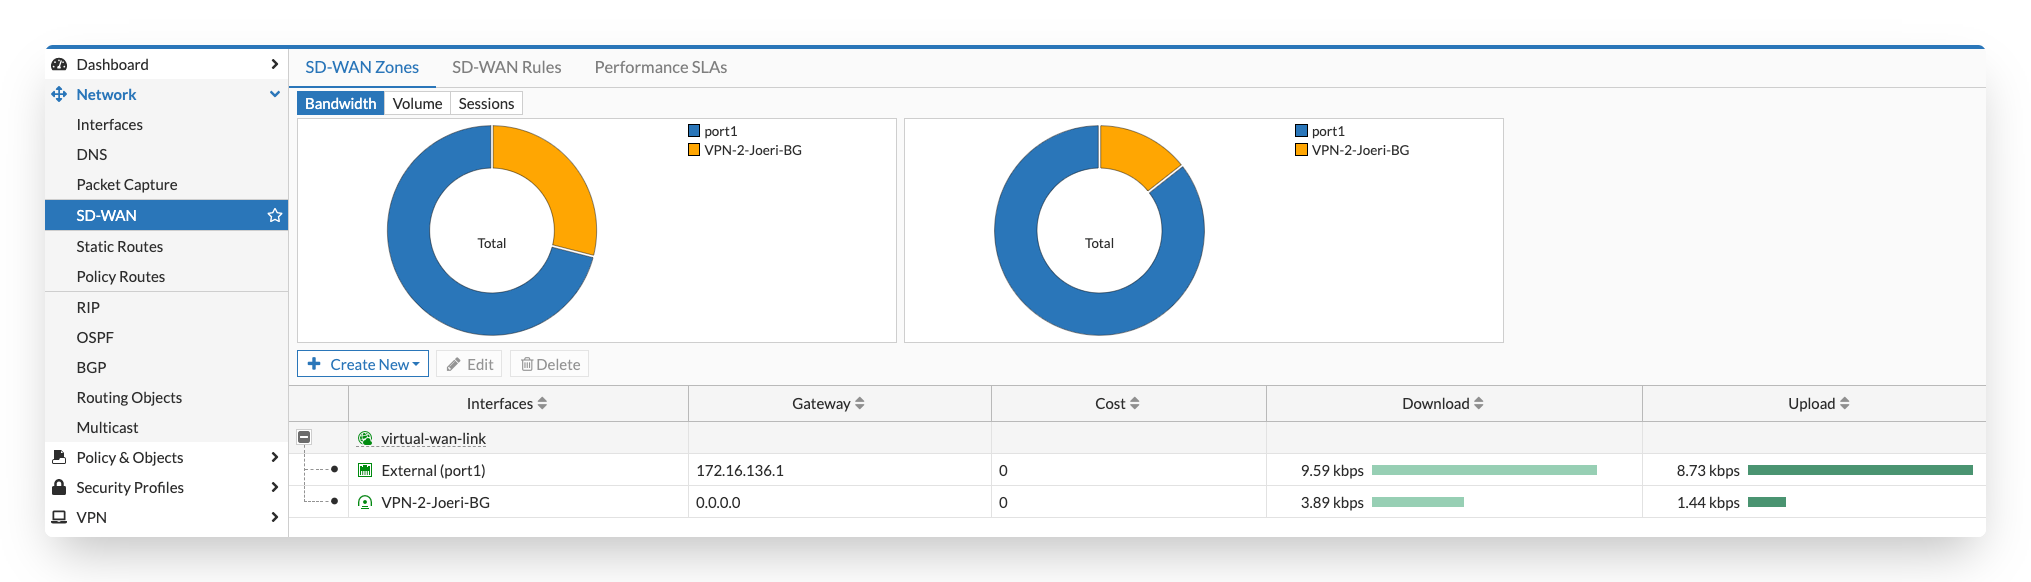 Dashboard
Network
Interfaces
DNS
Packet Capture
SD-WAN
Static Routes
Policy Routes
RIP
OSPF
BGP
Routing Objects
Multicast
Policy & Objects
Security Profiles
VPN
SD-WAN Zones SD-WAN Rules Performance SLAs
Bandwidth Volume Sessions
port1
VPN-2-Joeri-BG
Total
port1
VPN-2-Joeri-BG
Total
Create New Edit Delete
Interfaces Gateway Cost Download Upload
virtual-wan-link
External (port1) 172.16.136.1 0 9.59 kbps 8.73 kbps
VPN-2-Joeri-BG 0.0.0.0 0 3.89 kbps 1.44 kbps